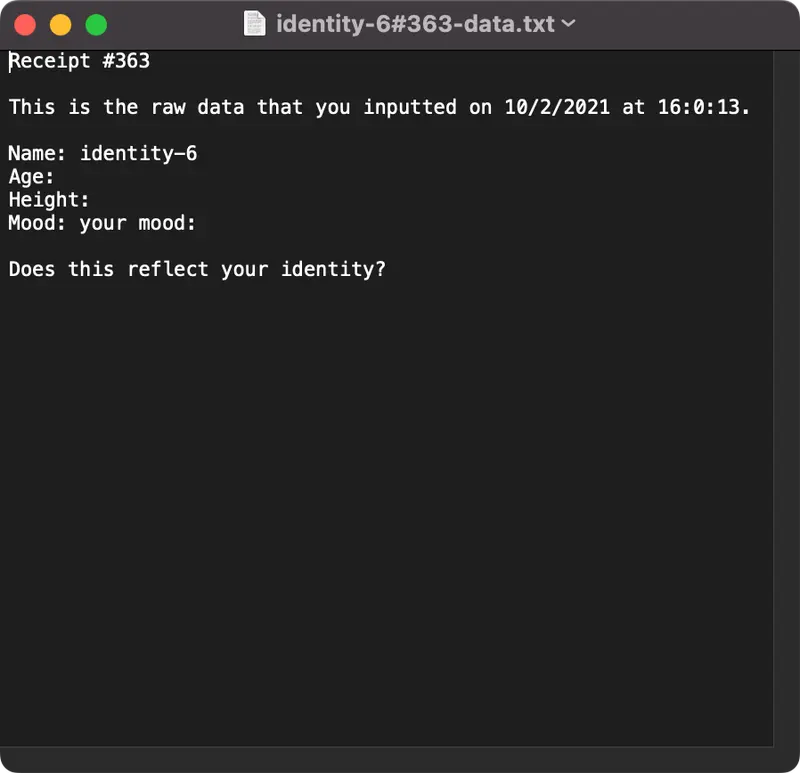 identity-6#363-data.txt
Receipt #363
This is the raw data that you inputted on 10/2/2021 at 16:0:13.
Name: identity-6
Age:
Height:
Mood: your mood:
Does this reflect your identity?